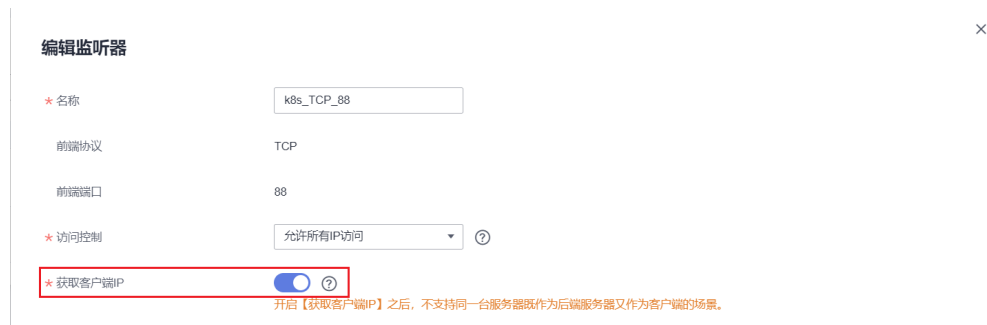 编辑监听器
* 名称 k8s_TCP_88
前端协议 TCP
前端端口 88
* 访问控制 允许所有IP访问
* 获取客户端IP
开启【获取客户端IP】之后，不支持同一台服务器既作为后端服务器又作为客户端的场景。